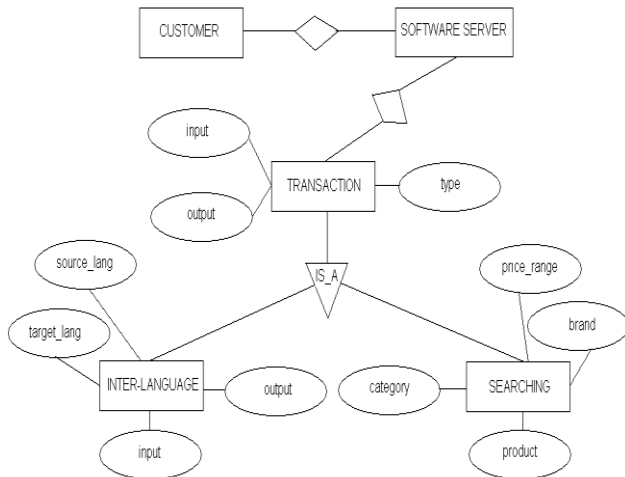 CUSTOMER
SOFTWARE SERVER
input
TRANSACTION
type
output
source_lang
IS_A
price_range
target_lang
brand
INTER-LANGUAGE
output
category
SEARCHING
input
product